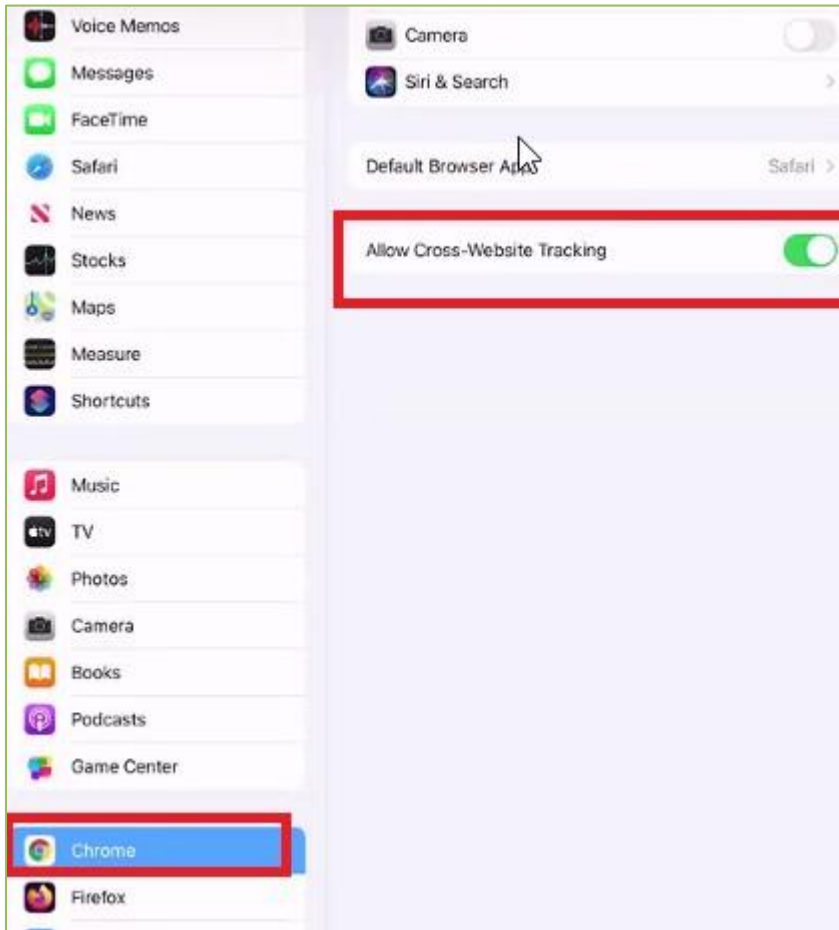 Voice Memos
Messages
FaceTime
Safari
News
Stocks
Maps
Measure
Shortcuts
Music
tv
TV
Photos
Camera
Books
Podcasts
Game Center
Chrome
Firefox
Camera
Siri & Search
Default Browser App
Safari
Allow Cross-Website Tracking